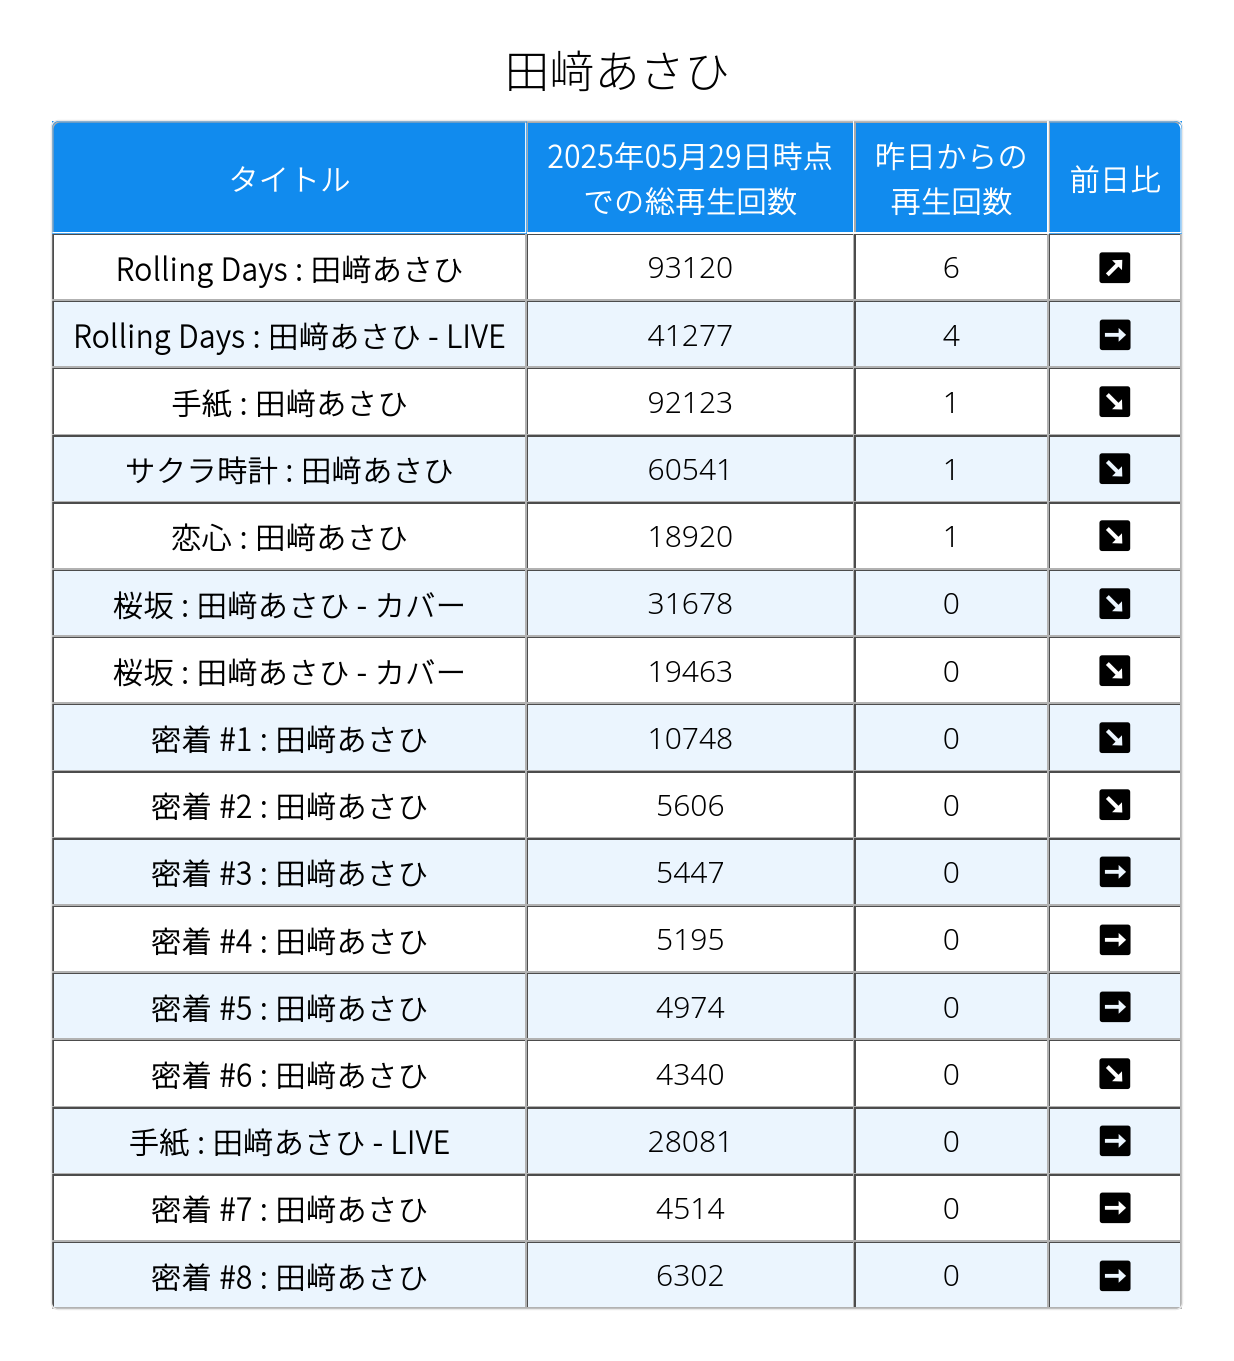 田﨑あさひ
タイトル 2025年05月29日時点 昨日からの 前日比
での総再生回数 再生回数
Rolling Days : 田﨑あさひ 93120 6 ↗
Rolling Days : 田﨑あさひ - LIVE 41277 4 →
手紙 : 田﨑あさひ 92123 1 ↘
サクラ時計 : 田﨑あさひ 60541 1 ↘
恋心 : 田﨑あさひ 18920 1 ↘
桜坂 : 田﨑あさひ - カバー 31678 0 ↘
桜坂 : 田﨑あさひ - カバー 19463 0 ↘
密着 #1 : 田﨑あさひ 10748 0 ↘
密着 #2 : 田﨑あさひ 5606 0 ↘
密着 #3 : 田﨑あさひ 5447 0 →
密着 #4 : 田﨑あさひ 5195 0 →
密着 #5 : 田﨑あさひ 4974 0 →
密着 #6 : 田﨑あさひ 4340 0 ↘
手紙 : 田﨑あさひ - LIVE 28081 0 →
密着 #7 : 田﨑あさひ 4514 0 →
密着 #8 : 田﨑あさひ 6302 0 →